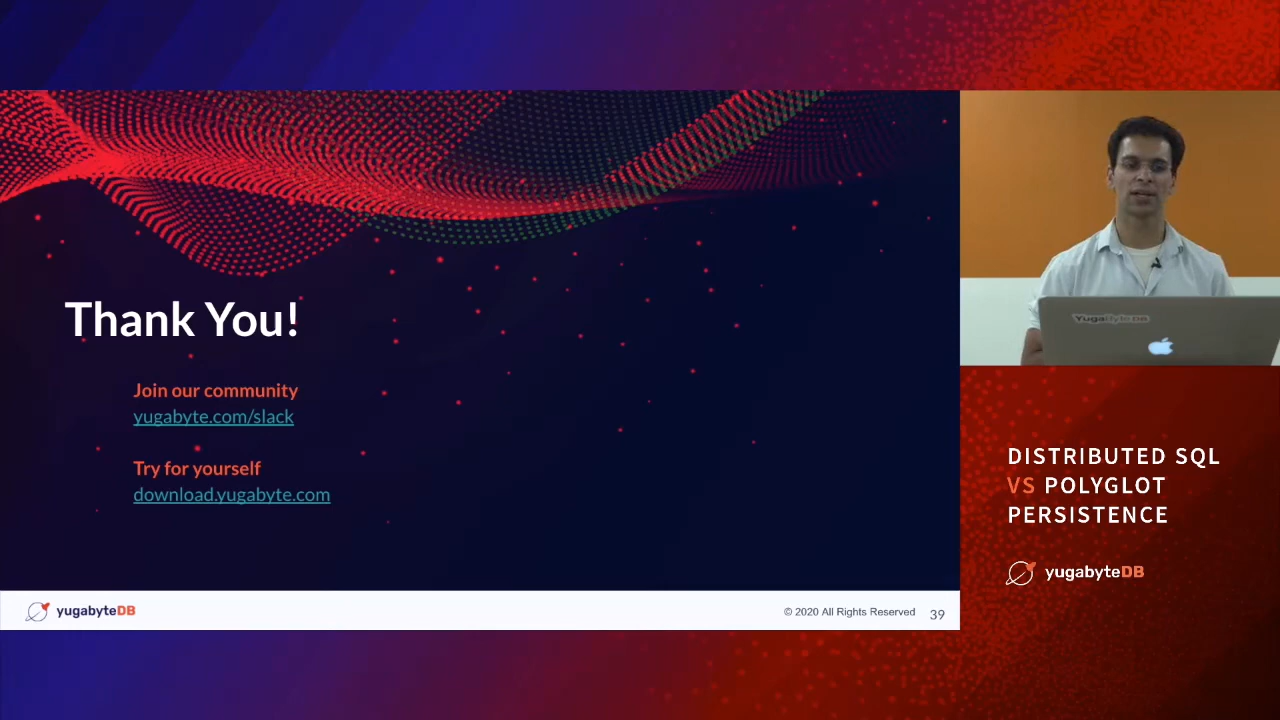 Thank You!
Join our community
yugabyte.com/slack
Try for yourself
download.yugabyte.com
yugabyteDB
© 2020 All Rights Reserved
39
YugaByteDB
DISTRIBUTED SQL
VS POLYGLOT
PERSISTENCE
yugabyteDB